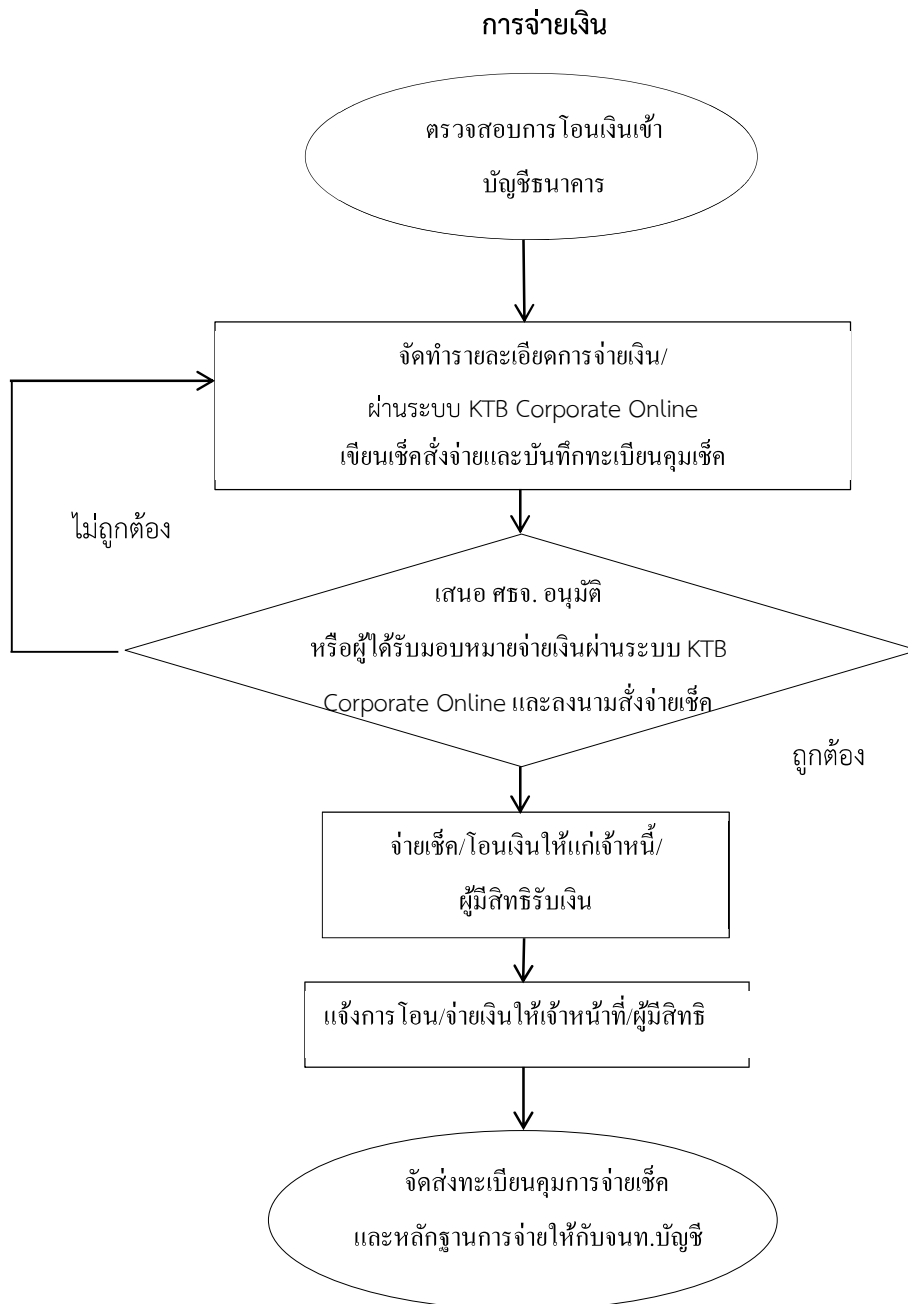 การจ่ายเงิน
ตรวจสอบการโอนเงินเข้า
บัญชีธนาคาร
จัดทำรายละเอียดการจ่ายเงิน/
ผ่านระบบ KTB Corporate Online
เขียนเช็คสั่งจ่ายและบันทึกทะเบียนคุมเช็ค
ไม่ถูกต้อง
เสนอ ศธจ. อนุมัติ
หรือผู้ได้รับมอบหมายจ่ายเงินผ่านระบบ KTB
Corporate Online และลงนามสั่งจ่ายเช็ค
ถูกต้อง
จ่ายเช็ค/โอนเงินให้แก่เจ้าหนี้/
ผู้มีสิทธิรับเงิน
แจ้งการโอน/จ่ายเงินให้เจ้าหน้าที่/ผู้มีสิทธิ
จัดส่งทะเบียนคุมการจ่ายเช็ค
และหลักฐานการจ่ายให้กับจนท.บัญชี